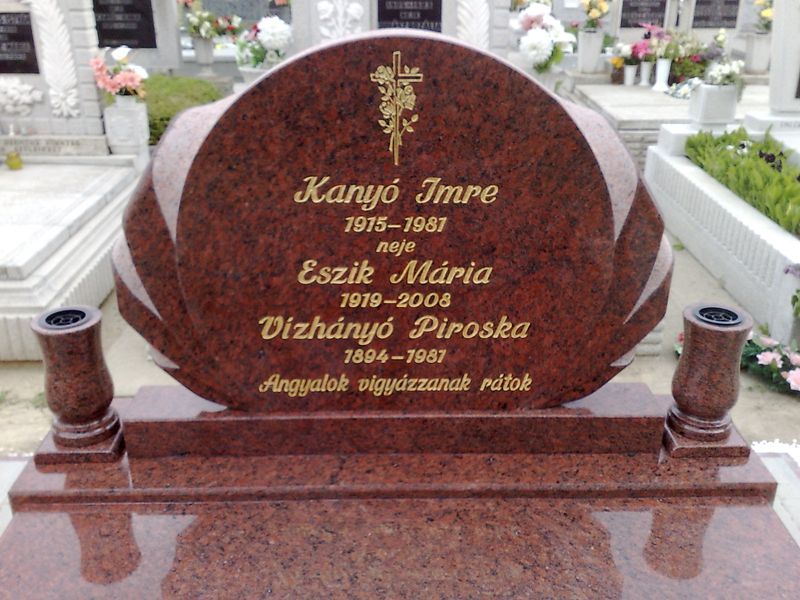 Kanyó Imre
1915–1981
neje
Eszik Mária
1919–2008
Vizhányó Piroska
1894–1981
Angyalok vigyázzanak rátok